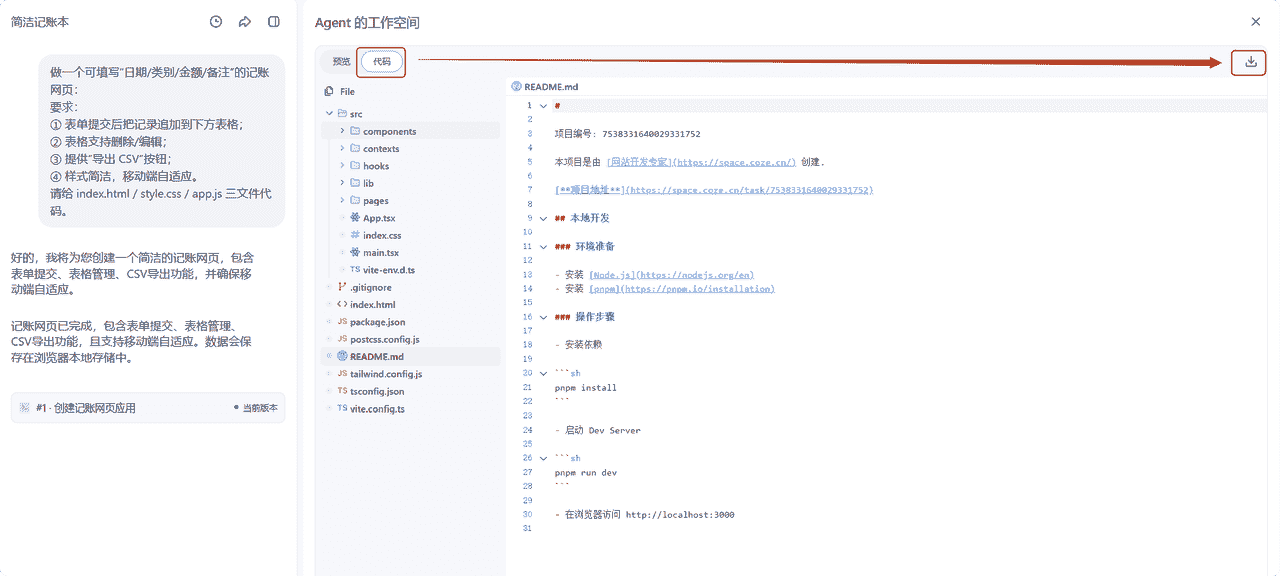 简洁记账本
做一个可填写“日期/类别/金额/备注”的记账
网页：
要求：
① 表单提交后把记录追加到下方表格；
② 表格支持删除/编辑；
③ 提供“导出 CSV”按钮；
④ 样式简洁，移动端自适应。
请给 index.html / style.css / app.js 三文件代
码。
好的，我将为您创建一个简洁的记账网页，包含
表单提交、表格管理、CSV导出功能，并确保移
动端自适应。
记账网页已完成，包含表单提交、表格管理、
CSV导出功能，且支持移动端自适应。数据会保
存在浏览器本地存储中。
#1 · 创建记账网页应用
当前版本
Agent 的工作空间
预览
代码
File
src
components
contexts
hooks
lib
pages
App.tsx
index.css
main.tsx
TS vite-env.d.ts
.gitignore
index.html
JS package.json
JS postcss.config.js
README.md
JS tailwind.config.js
TS tsconfig.json
TS vite.config.ts
README.md
1 #
2
3 项目编号: 7538331640029331752
4
5 本项目是由 [网站开发专家](https://space.coze.cn/) 创建.
6
7 [**项目地址**](https://space.coze.cn/task/7538331640029331752)
8
9 ## 本地开发
10
11 ### 环境准备
12
13 - 安装 [Node.js](https://nodejs.org/en)
14 - 安装 [pnpm](https://pnpm.io/installation)
15
16 ### 操作步骤
17
18 - 安装依赖
19
20 ```sh
21 pnpm install
22 ```
23
24 - 启动 Dev Server
25
26 ```sh
27 pnpm run dev
28 ```
29
30 - 在浏览器访问 http://localhost:3000
31